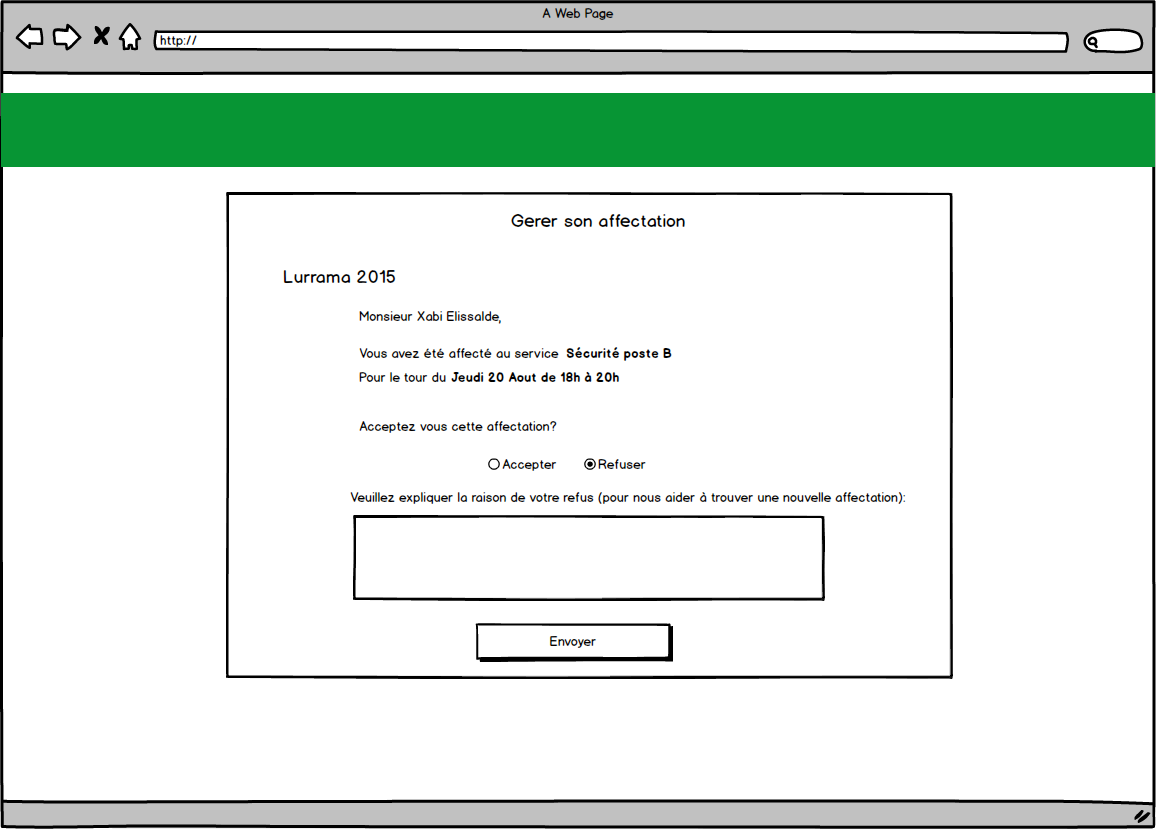 A Web Page
http://
Gerer son affectation
Lurrama 2015
Monsieur Xabi Elissalde,
Vous avez été affecté au service Sécurité poste B
Pour le tour du Jeudi 20 Aout de 18h à 20h
Acceptez vous cette affectation?
Accepter Refuser
Veuillez expliquer la raison de votre refus (pour nous aider à trouver une nouvelle affectation):
Envoyer